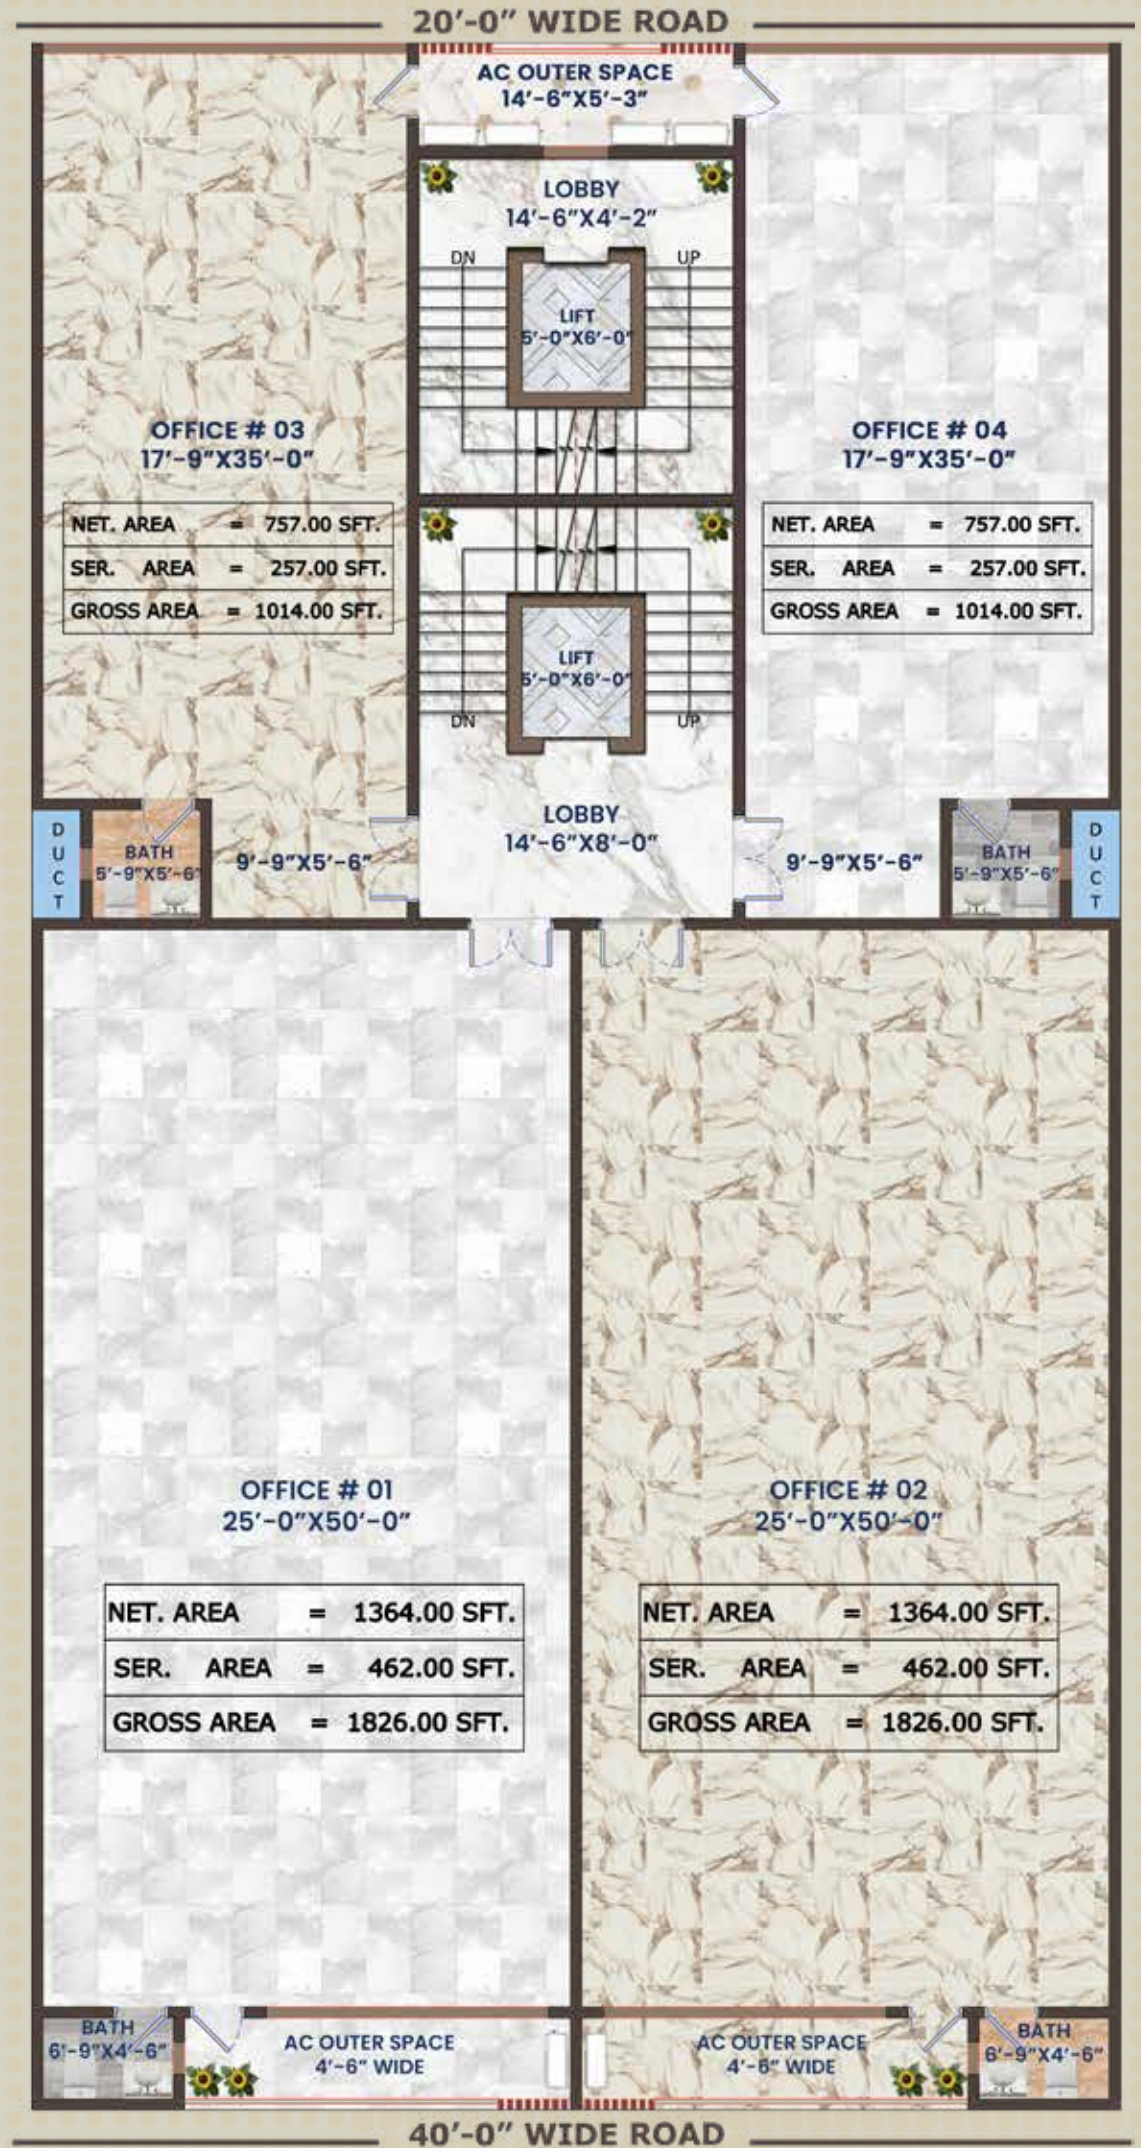 20'-0" WIDE ROAD
AC OUTER SPACE
14'-6"X5'-3"
LOBBY
14'-6"X4'-2"
DN
UP
LIFT
5'-0"X6'-0"
OFFICE # 03
17'-9"X35'-0"
NET. AREA = 757.00 SFT.
SER. AREA = 257.00 SFT.
GROSS AREA = 1014.00 SFT.
OFFICE # 04
17'-9"X35'-0"
NET. AREA = 757.00 SFT.
SER. AREA = 257.00 SFT.
GROSS AREA = 1014.00 SFT.
LIFT
5'-0"X6'-0"
DN
UP
LOBBY
14'-6"X8'-0"
DUCT
BATH
5'-9"X5'-6"
9'-9"X5'-6"
9'-9"X5'-6"
BATH
5'-9"X5'-6"
DUCT
OFFICE # 01
25'-0"X50'-0"
NET. AREA = 1364.00 SFT.
SER. AREA = 462.00 SFT.
GROSS AREA = 1826.00 SFT.
OFFICE # 02
25'-0"X50'-0"
NET. AREA = 1364.00 SFT.
SER. AREA = 462.00 SFT.
GROSS AREA = 1826.00 SFT.
BATH
6'-9"X4'-6"
AC OUTER SPACE
4'-6" WIDE
AC OUTER SPACE
4'-6" WIDE
BATH
6'-9"X4'-6"
40'-0" WIDE ROAD